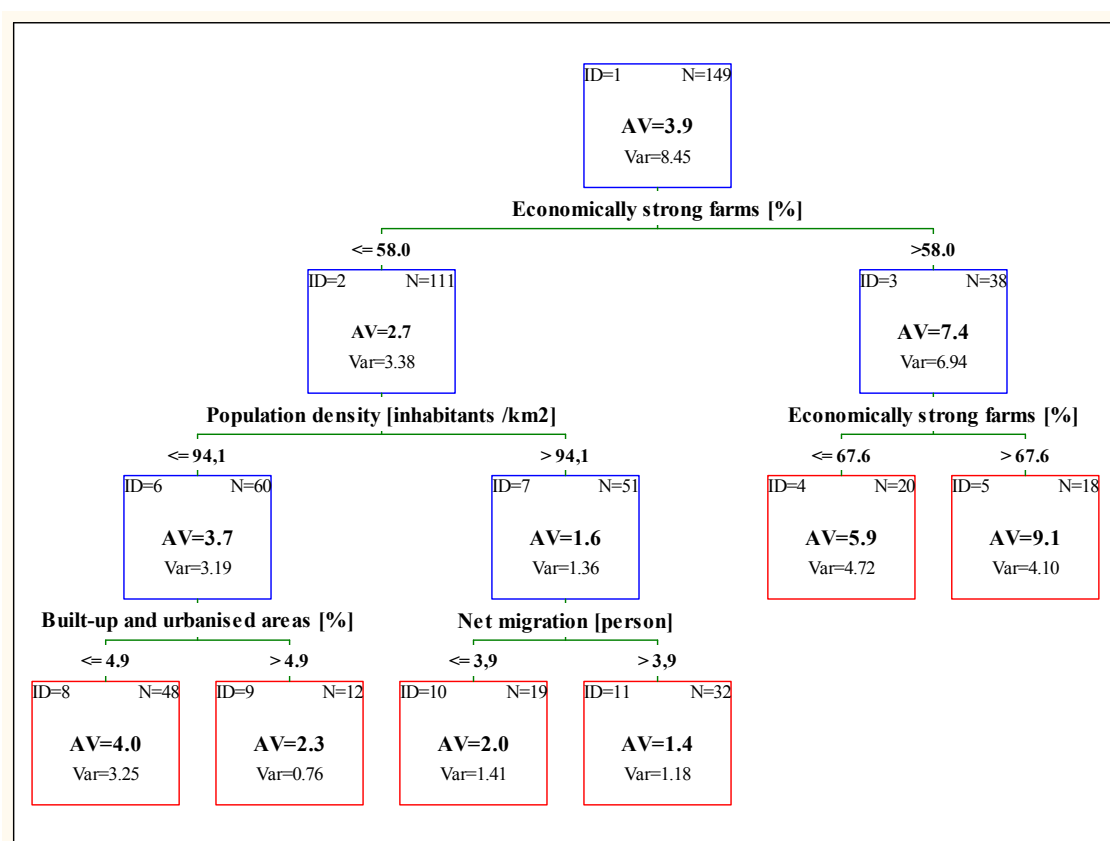 ID=1 N=149
AV=3.9
Var=8.45
Economically strong farms [%]
<= 58.0 >58.0
ID=2 N=111 ID=3 N=38
AV=2.7 AV=7.4
Var=3.38 Var=6.94
Population density [inhabitants /km2] Economically strong farms [%]
<= 94,1 > 94,1 <= 67.6 > 67.6
ID=6 N=60 ID=7 N=51 ID=4 N=20 ID=5 N=18
AV=3.7 AV=1.6 AV=5.9 AV=9.1
Var=3.19 Var=1.36 Var=4.72 Var=4.10
Built-up and urbanised areas [%] Net migration [person]
<= 4.9 > 4.9 <= 3,9 > 3,9
ID=8 N=48 ID=9 N=12 ID=10 N=19 ID=11 N=32
AV=4.0 AV=2.3 AV=2.0 AV=1.4
Var=3.25 Var=0.76 Var=1.41 Var=1.18